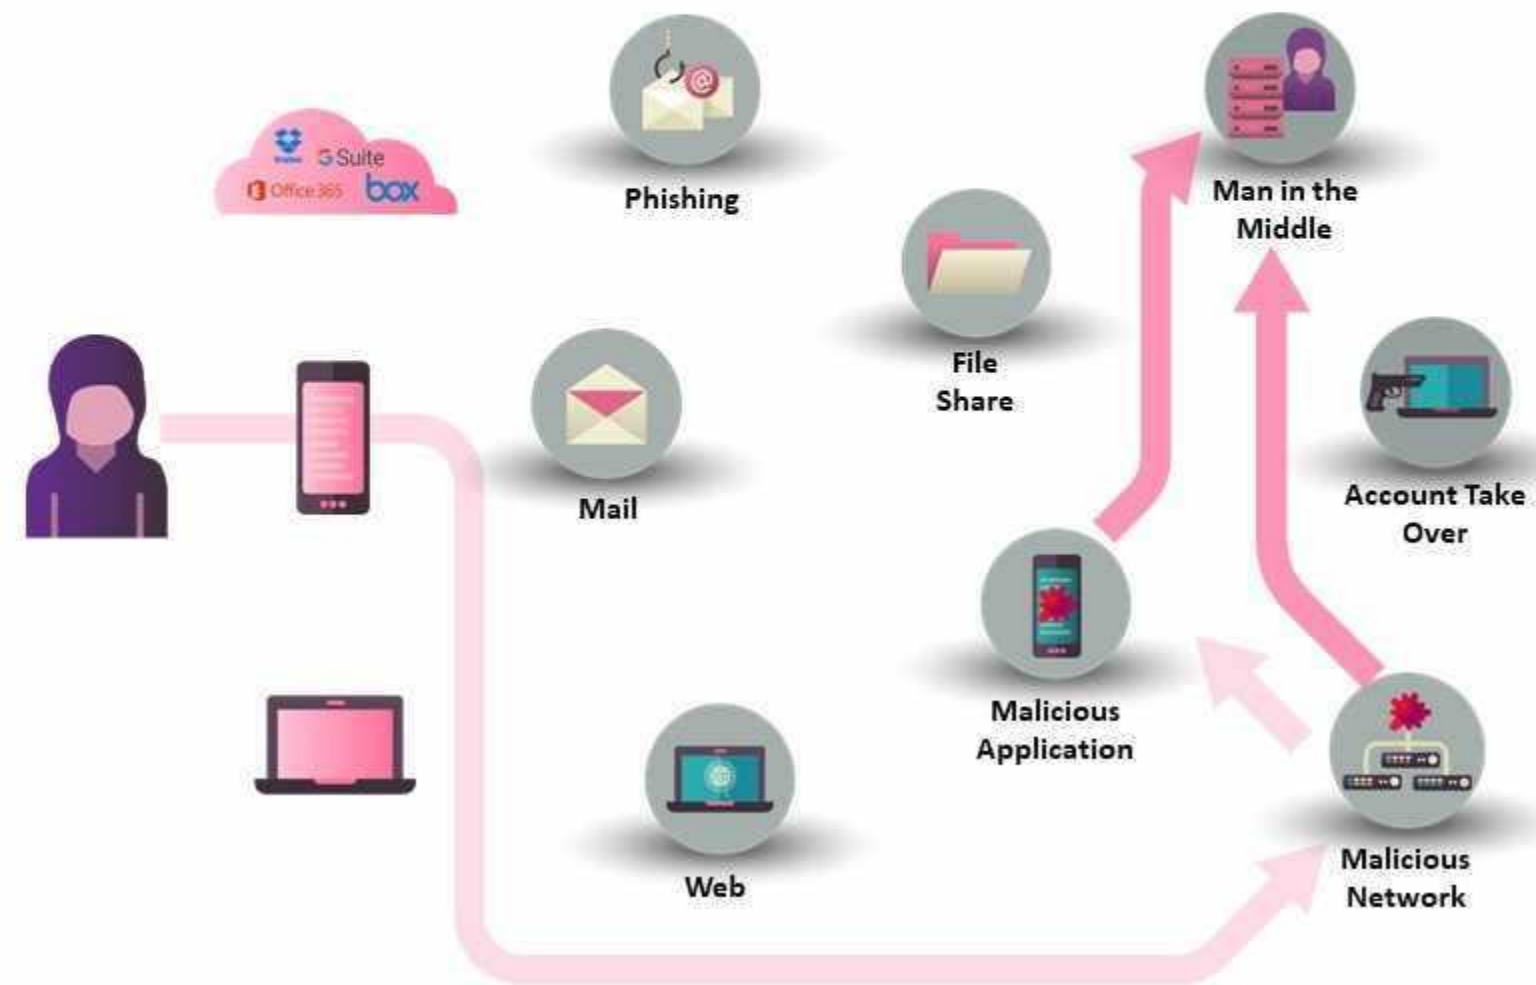 G Suite
Office 365
box
Phishing
Man in the
Middle
File
Share
Mail
Account Take
Over
Malicious
Application
Web
Malicious
Network